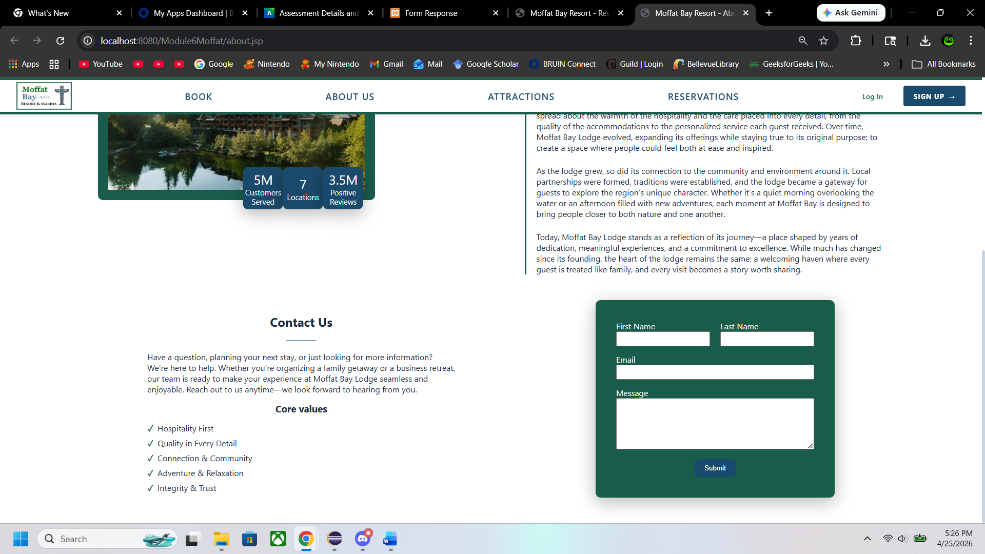 What's New
My Apps Dashboard | B
Assessment Details and
Form Response
Moffat Bay Resort - Res
Moffat Bay Resort - Abo
Ask Gemini
localhost:8080/Module6Moffat/about.jsp
Apps
YouTube
Google
Nintendo
My Nintendo
Gmail
Mail
Google Scholar
BRUIN Connect
Guild | Login
BellevueLibrary
GeeksforGeeks | Yo...
»
All Bookmarks
Moffat
Bay
RESORT & MARINA
BOOK
ABOUT US
ATTRACTIONS
RESERVATIONS
Log In
SIGN UP →
5M
Customers
Served
7
Locations
3.5M
Positive
Reviews
spread about the warmth of the hospitality and the care placed into every detail, from the
quality of the accommodations to the personalized service each guest received. Over time,
Moffat Bay Lodge evolved, expanding its offerings while staying true to its original purpose: to
create a space where people could feel both at ease and inspired.
As the lodge grew, so did its connection to the community and environment around it. Local
partnerships were formed, traditions were established, and the lodge became a gateway for
guests to explore the region's unique character. Whether it's a quiet morning overlooking the
water or an afternoon filled with new adventures, each moment at Moffat Bay is designed to
bring people closer to both nature and one another.
Today, Moffat Bay Lodge stands as a reflection of its journey—a place shaped by years of
dedication, meaningful experiences, and a commitment to excellence. While much has changed
since its founding, the heart of the lodge remains the same: a welcoming haven where every
guest is treated like family, and every visit becomes a story worth sharing.
Contact Us
Have a question, planning your next stay, or just looking for more information?
We're here to help. Whether you're organizing a family getaway or a business retreat,
our team is ready to make your experience at Moffat Bay Lodge seamless and
enjoyable. Reach out to us anytime—we look forward to hearing from you.
Core values
✓ Hospitality First
✓ Quality in Every Detail
✓ Connection & Community
✓ Adventure & Relaxation
✓ Integrity & Trust
First Name
Last Name
Email
Message
Submit
Search
5:26 PM
4/25/2026